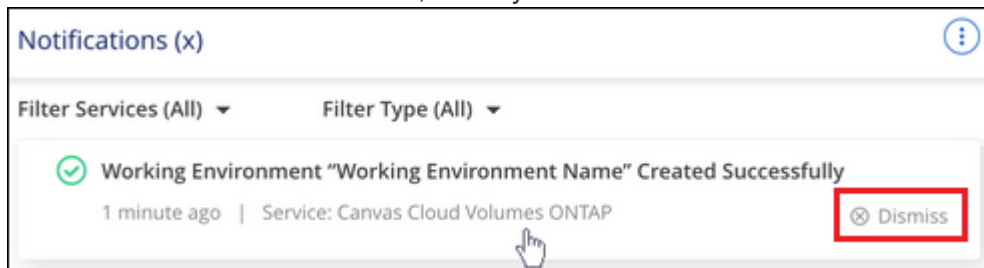 Notifications (x)
Filter Services (All)
Filter Type (All)
Working Environment “Working Environment Name” Created Successfully
1 minute ago | Service: Canvas Cloud Volumes ONTAP
Dismiss